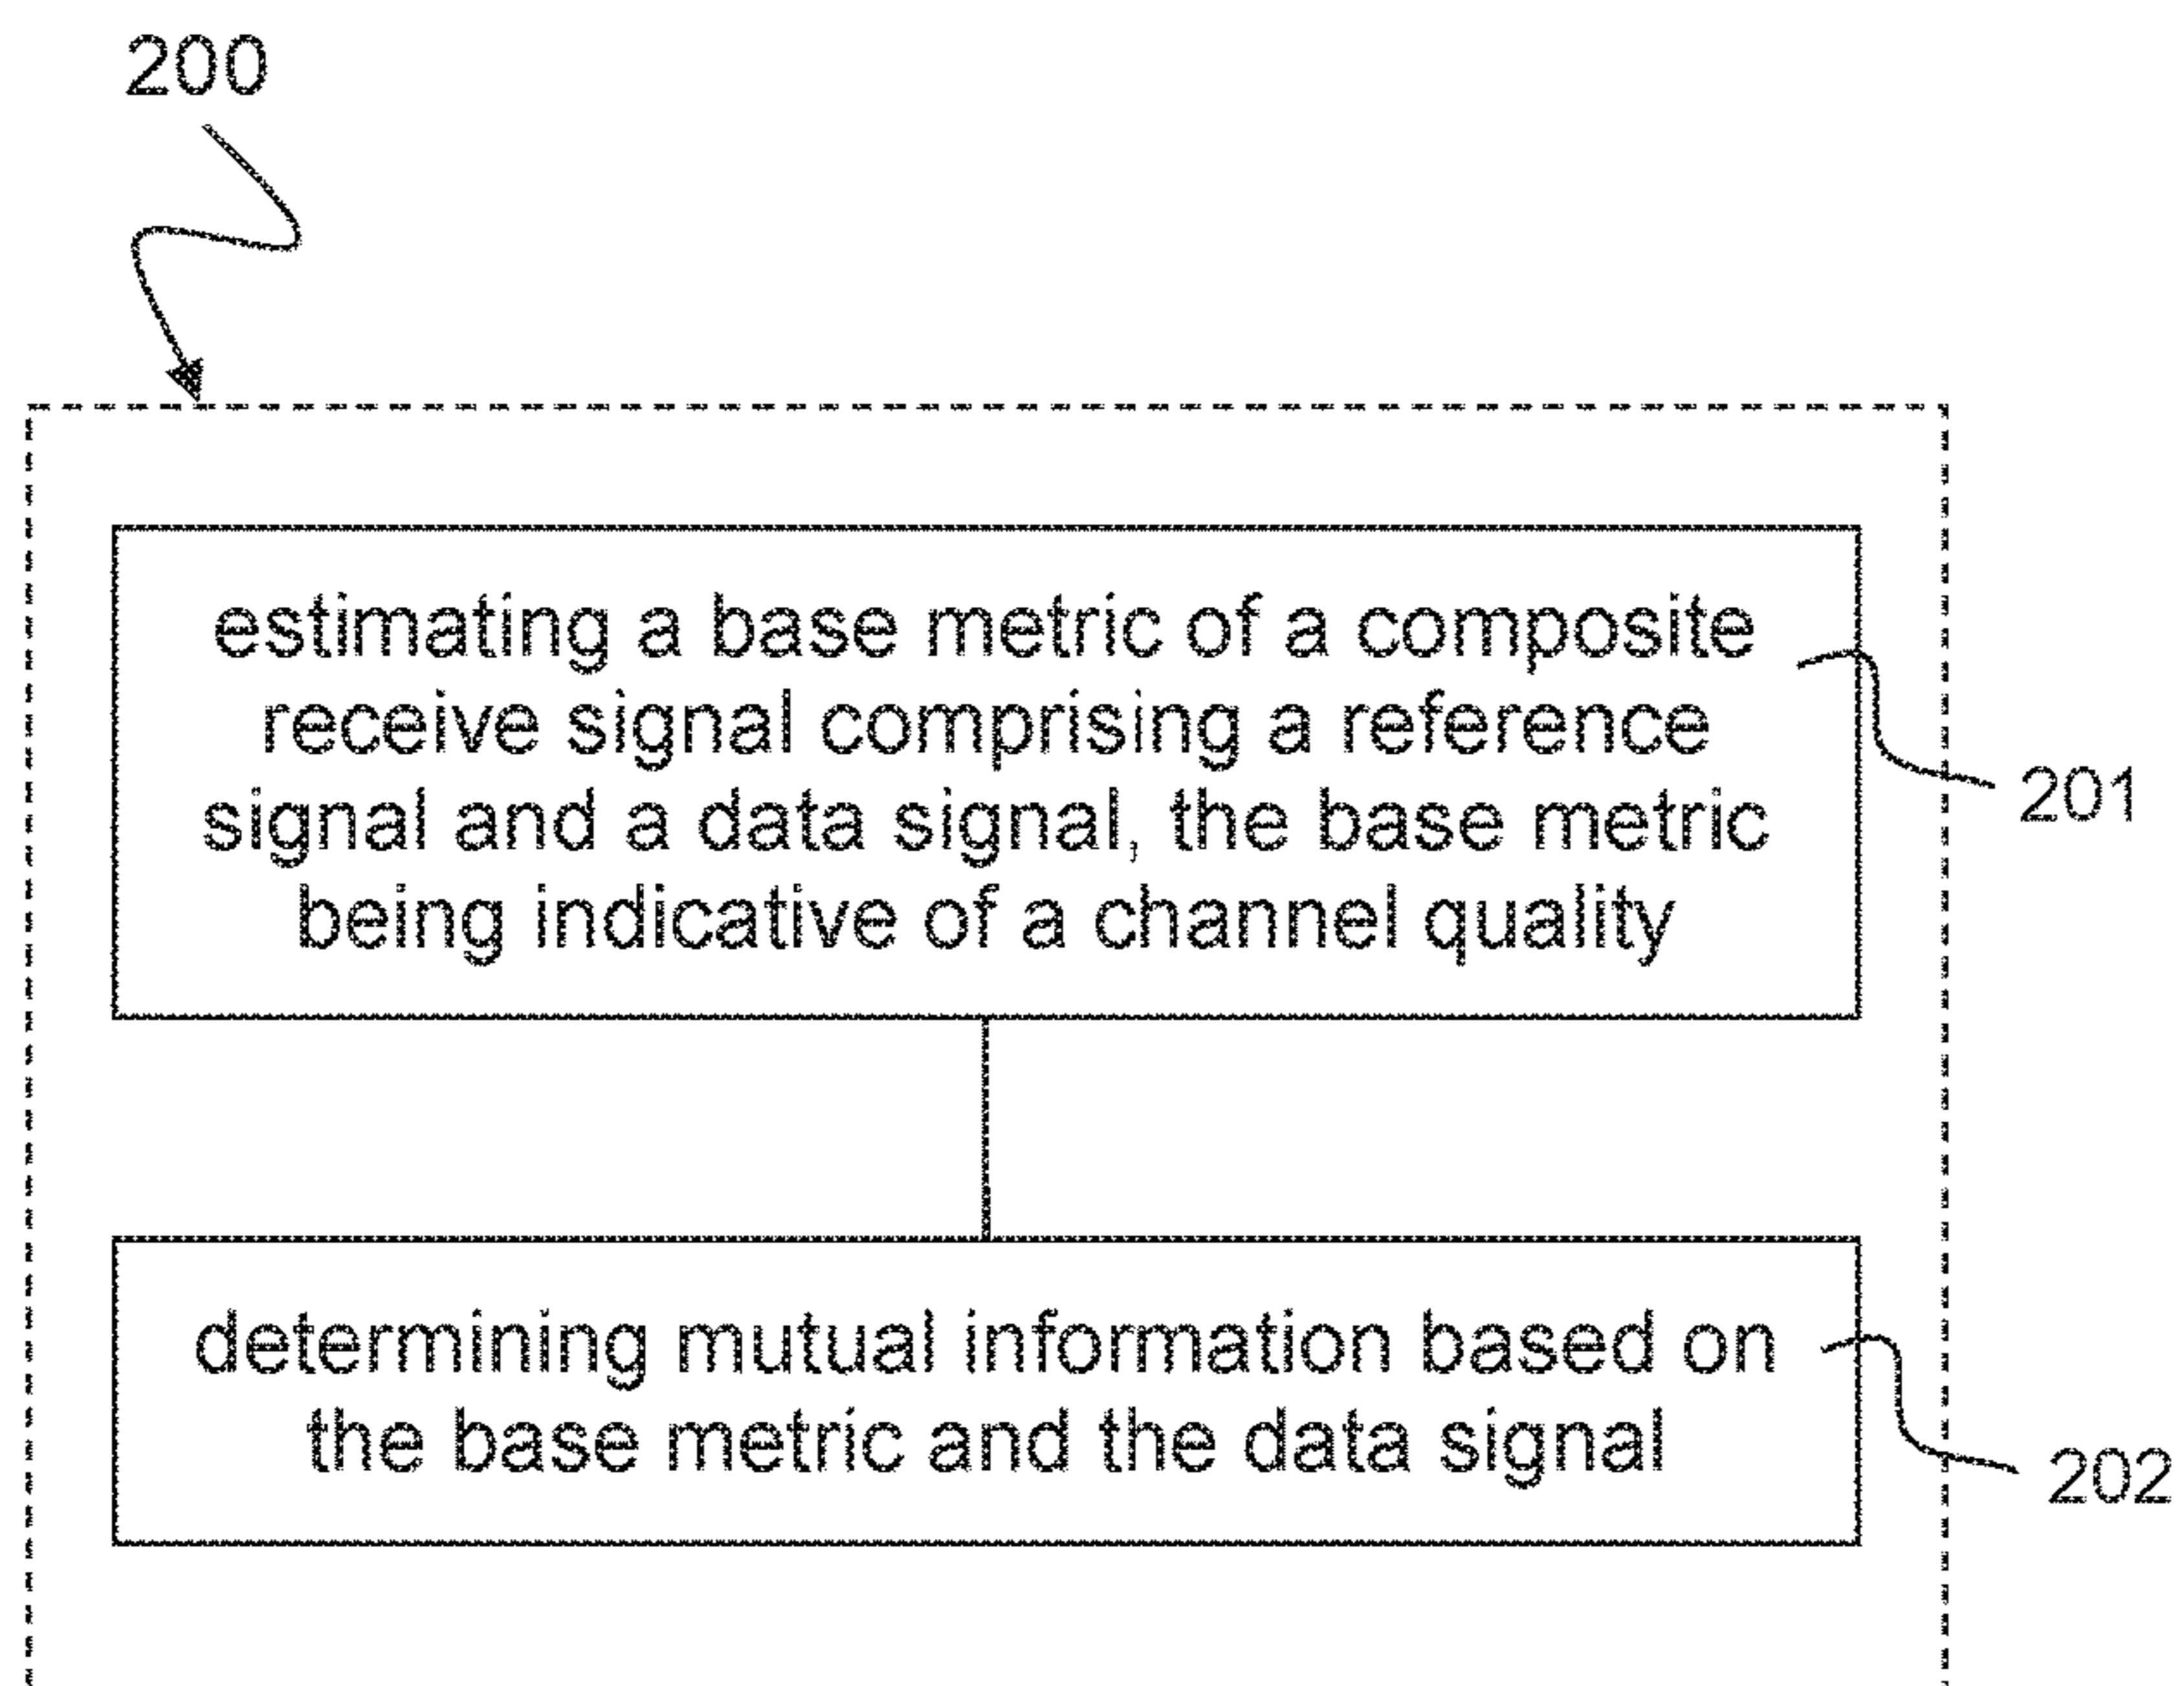 200
estimating a base metric of a composite
receive signal comprising a reference
signal and a data signal, the base metric
being indicative of a channel quality
201
determining mutual information based on
the base metric and the data signal
202